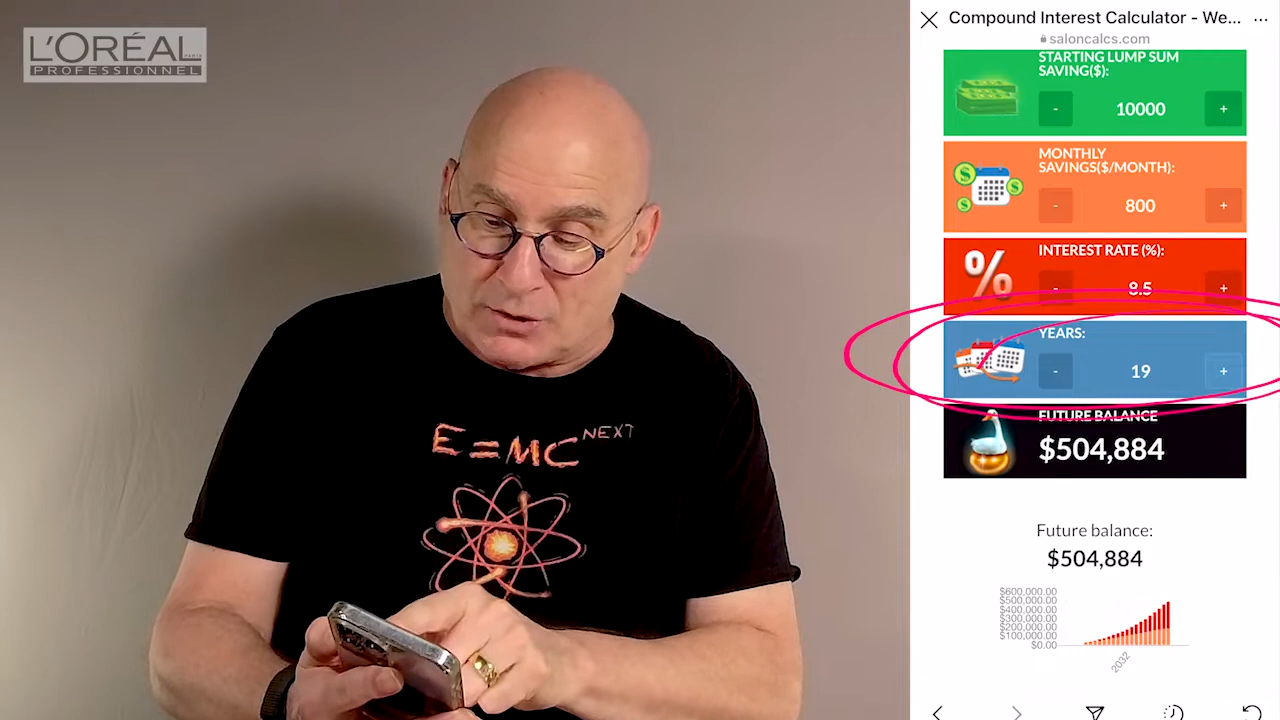 L'ORÉAL
PARIS
PROFESSIONNEL
E=MC NEXT
Compound Interest Calculator - We...
saloncalcs.com
STARTING LUMP SUM
SAVING($):
- 10000 +
MONTHLY
SAVINGS($/MONTH):
- 800 +
%
INTEREST RATE (%):
- 8.5 +
YEARS:
- 19 +
FUTURE BALANCE
$504,884
Future balance:
$504,884
$600,000.00
$500,000.00
$400,000.00
$300,000.00
$200,000.00
$100,000.00
$0.00
2032